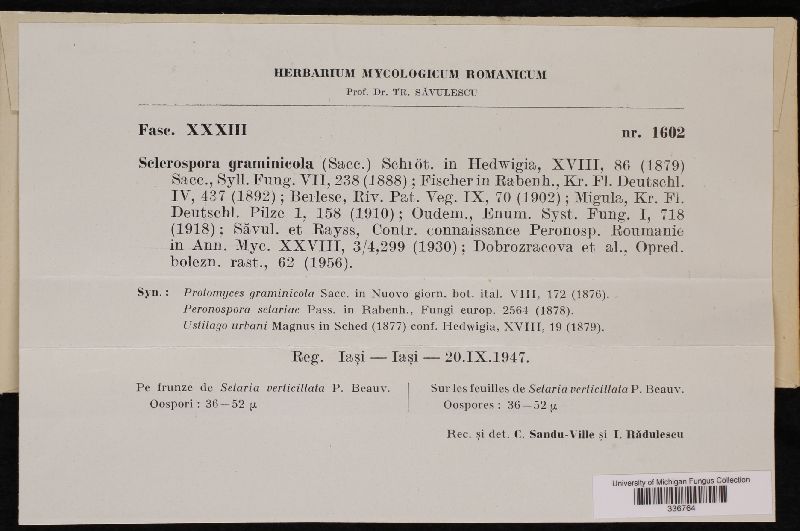 HERBARIUM MYCOLOGICUM ROMANICUM
Prof. Dr. TR. SĂVULESCU
Fasc. XXXIII nr. 1602
Sclerospora graminicola (Sacc.) Schröt. in Hedwigia, XVIII, 86 (1879)
Sacc., Syll. Fung. VII, 238 (1888) ; Fischer in Rabenh., Kr. Fl. Deutschl.
IV, 437 (1892) ; Berlese, Riv. Pat. Veg. IX, 70 (1902) ; Migula, Kr. Fl.
Deutschl. Pilze 1, 158 (1910) ; Oudem., Enum. Syst. Fung. I, 718
(1918) ; Săvul. et Rayss, Contr. connaissance Peronosp. Roumanie
in Ann. Myc. XXVIII, 3/4,299 (1930) ; Dobrozracova et al., Opred.
bolezn. rast., 62 (1956).
Syn. : Protomyces graminicola Sacc. in Nuovo giorn. bot. ital. VIII, 172 (1876).
Peronospora setariae Pass. in Rabenh., Fungi europ. 2564 (1878).
Ustilago urbani Magnus in Sched (1877) conf. Hedwigia, XVIII, 19 (1879).
Reg. Iași — Iași — 20.IX.1947.
Pe frunze de Setaria verticillata P. Beauv.
Oospori : 36—52 µ
Sur les feuilles de Setaria verticillata P. Beauv.
Oospores : 36—52 µ
Rec. și det. C. Sandu-Ville și I. Rădulescu
University of Michigan Fungus Collection
336764